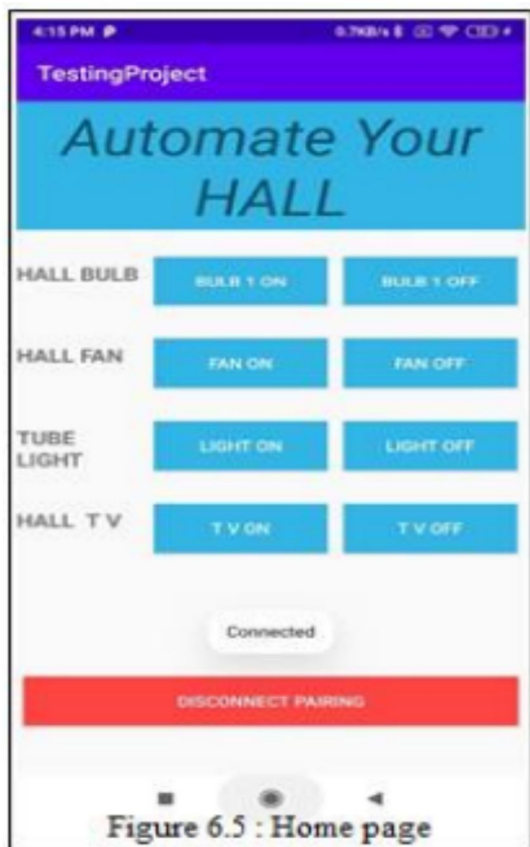 4:15 PM
0.7KB/s
TestingProject
Automate Your
HALL
HALL BULB
BULB 1 ON
BULB 1 OFF
HALL FAN
FAN ON
FAN OFF
TUBE
LIGHT
LIGHT ON
LIGHT OFF
HALL T V
T V ON
T V OFF
Connected
DISCONNECT PAIRING
Figure 6.5 : Home page